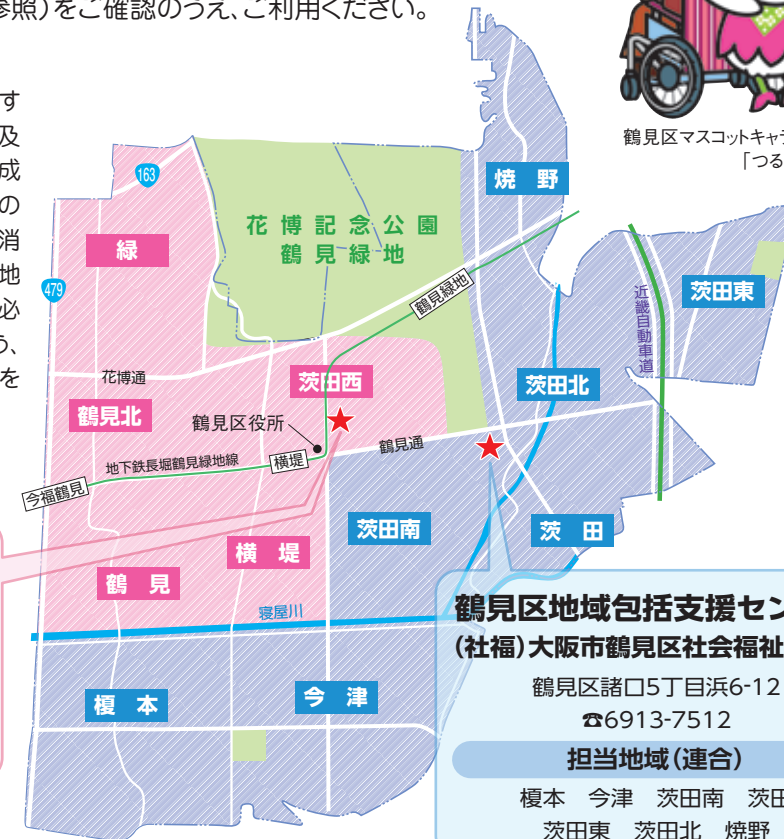 参照)をご確認のうえ、ご利用ください。
す
及
成
の
消
地
必
う、
を
鶴見区マスコットキャラ
「つる
163
479
緑
花博記念公園
鶴見緑地
焼野
鶴見緑地
近畿自動車道
茨田東
花博通
茨田西
茨田北
鶴見北
鶴見区役所
鶴見通
地下鉄長堀鶴見緑地線
横堤
今福鶴見
茨田南
茨田
横堤
鶴見
寝屋川
榎本
今津
鶴見区地域包括支援セン
(社福)大阪市鶴見区社会福祉
鶴見区諸口5丁目浜6-12
☎6913-7512
担当地域(連合)
榎本 今津 茨田南 茨田
茨田東 茨田北 焼野